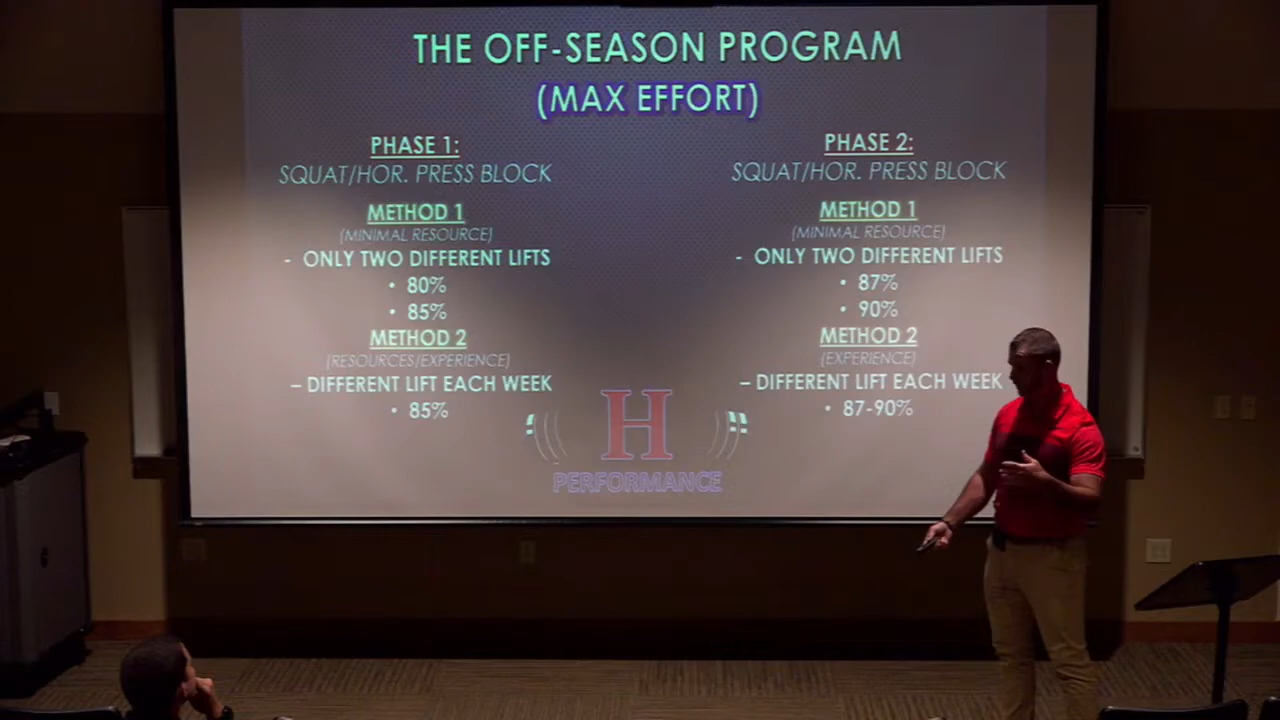 THE OFF-SEASON PROGRAM
(MAX EFFORT)
PHASE 1:
SQUAT/HOR. PRESS BLOCK
METHOD 1
(MINIMAL RESOURCE)
- ONLY TWO DIFFERENT LIFTS
• 80%
• 85%
METHOD 2
(RESOURCES/EXPERIENCE)
– DIFFERENT LIFT EACH WEEK
• 85%
PHASE 2:
SQUAT/HOR. PRESS BLOCK
METHOD 1
(MINIMAL RESOURCE)
- ONLY TWO DIFFERENT LIFTS
• 87%
• 90%
METHOD 2
(EXPERIENCE)
– DIFFERENT LIFT EACH WEEK
• 87-90%
H
PERFORMANCE